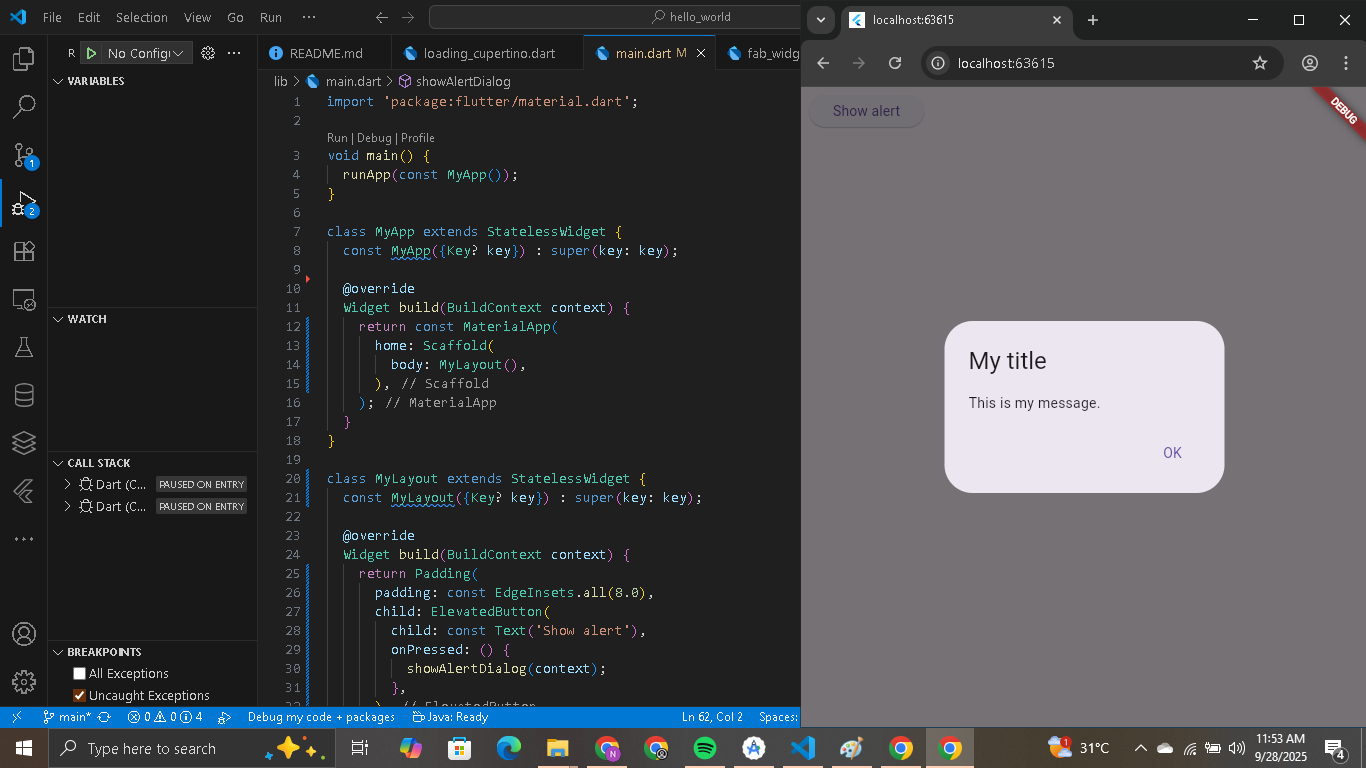 File Edit Selection View Go Run ··· hello_world
R No Configi ···
VARIABLES
WATCH
CALL STACK
Dart (C... PAUSED ON ENTRY
Dart (C... PAUSED ON ENTRY
BREAKPOINTS
All Exceptions
Uncaught Exceptions
1
2
README.md loading_cupertino.dart main.dart M fab_widg
lib > main.dart > showAlertDialog
1 import 'package:flutter/material.dart';
2
Run | Debug | Profile
3 void main() {
4 runApp(const MyApp());
5 }
6
7 class MyApp extends StatelessWidget {
8 const MyApp({Key? key}) : super(key: key);
9
10 @override
11 Widget build(BuildContext context) {
12 return const MaterialApp(
13 home: Scaffold(
14 body: MyLayout(),
15 ), // Scaffold
16 ); // MaterialApp
17 }
18 }
19
20 class MyLayout extends StatelessWidget {
21 const MyLayout({Key? key}) : super(key: key);
22
23 @override
24 Widget build(BuildContext context) {
25 return Padding(
26 padding: const EdgeInsets.all(8.0),
27 child: ElevatedButton(
28 child: const Text('Show alert'),
29 onPressed: () {
30 showAlertDialog(context);
31 },
32 ), // ElevatedButton
main* 0 0 4 Debug my code + packages Java: Ready Ln 62, Col 2 Spaces:
localhost:63615
localhost:63615
Show alert
DEBUG
My title
This is my message.
OK
Type here to search
N
1
31°C
11:53 AM
9/28/2025
4